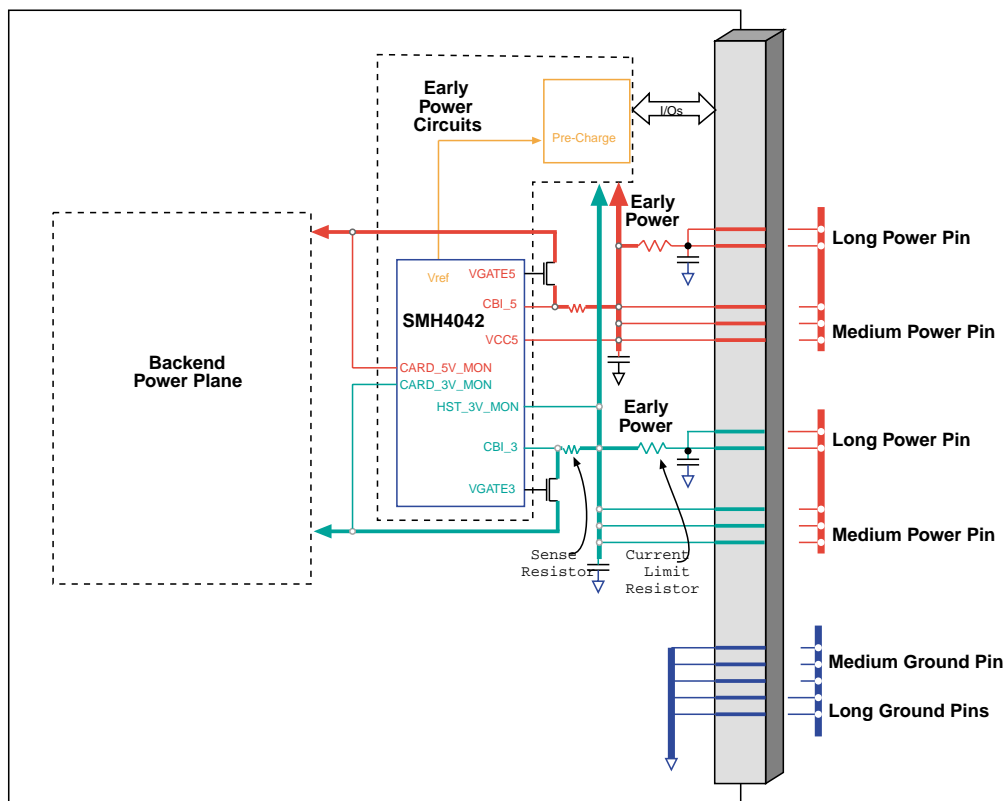 Early
Power
Circuits
Pre-Charge
I/Os
Early
Power
Long Power Pin
Vref
VGATE5
CBI_5
SMH4042
VCC5
Medium Power Pin
Backend
Power Plane
CARD_5V_MON
CARD_3V_MON
HST_3V_MON
Early
Power
CBI_3
Long Power Pin
VGATE3
Medium Power Pin
Sense
Resistor
Current
Limit
Resistor
Medium Ground Pin
Long Ground Pins